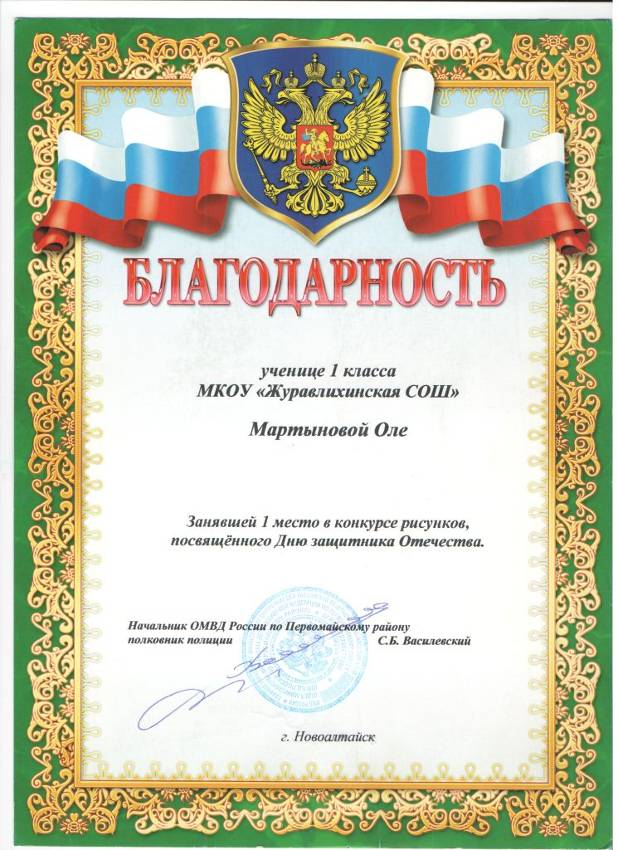 БЛАГОДАРНОСТЬ
ученице 1 класса
МКОУ «Журавлихинская СОШ»
Мартыновой Оле
Занявшей 1 место в конкурсе рисунков,
посвящённого Дню защитника Отечества.
Начальник ОМВД России по Первомайскому району
полковник полиции С.Б. Василевский
г. Новоалтайск